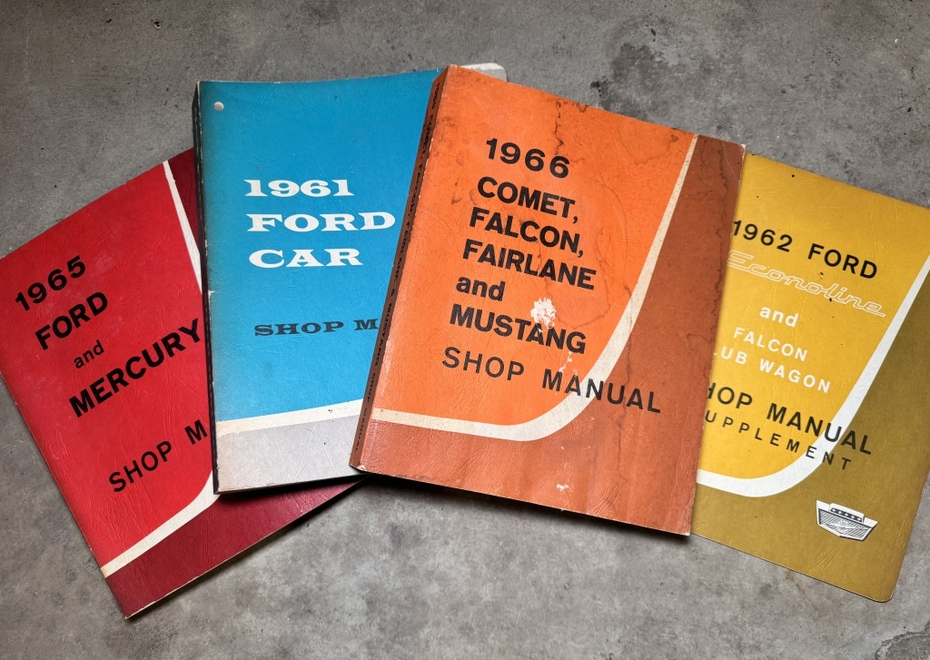 1965
FORD
and
MERCURY
SHOP M
1961
FORD
CAR
SHOP M
1966
COMET,
FALCON,
FAIRLANE
and
MUSTANG
SHOP MANUAL
1962 FORD
Econoline
and
FALCON
LUB WAGON
HOP MANUAL
UPPLEMENT